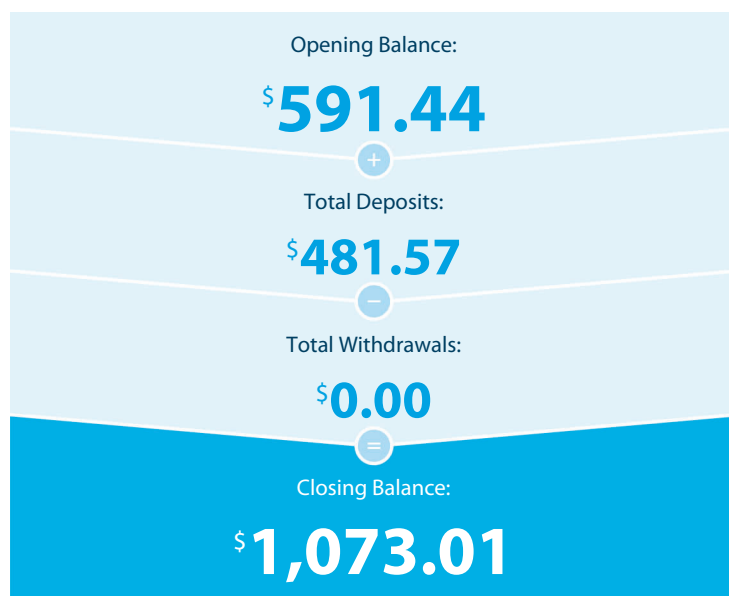 Opening Balance:
$591.44
+
Total Deposits:
$481.57
−
Total Withdrawals:
$0.00
=
Closing Balance:
$1,073.01